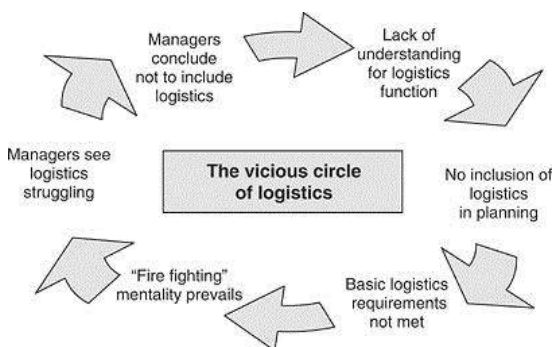 Managers
conclude
not to include
logistics
Lack of
understanding
for logistics
function
No inclusion of
logistics
in planning
Basic logistics
requirements
not met
“Fire fighting”
mentality prevails
Managers see
logistics
struggling
The vicious circle
of logistics